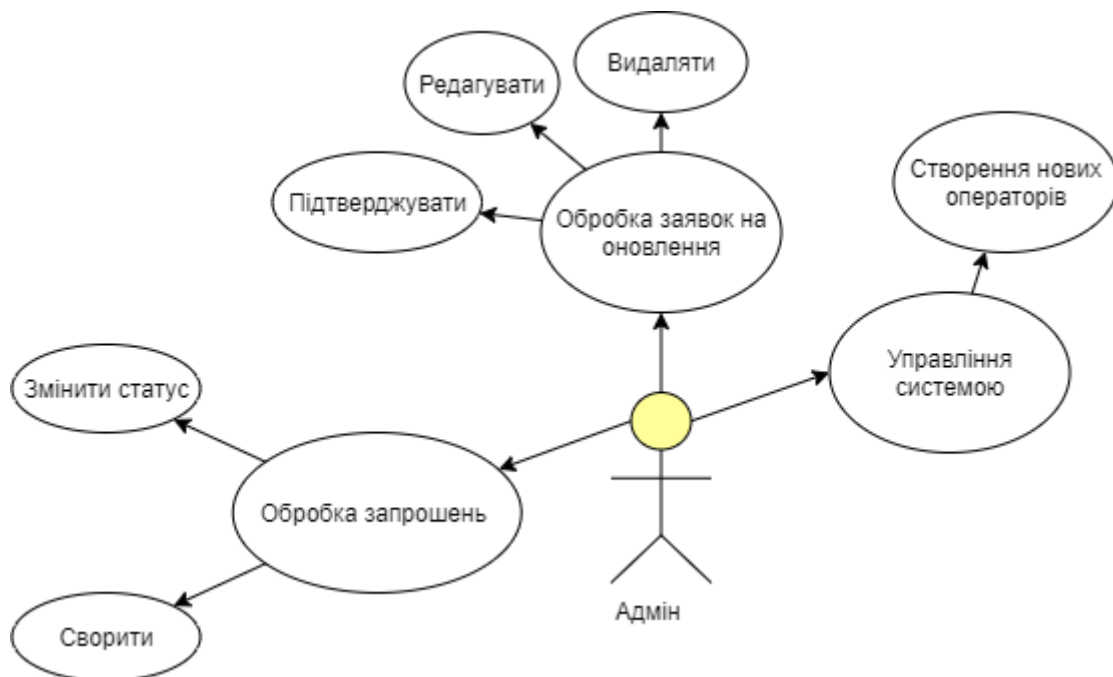 Видаляти
Редагувати
Створення нових
операторів
Підтверджувати
Обробка заявок на
оновлення
Управління
системою
Змінити статус
Обробка запрошень
Адмін
Сворити